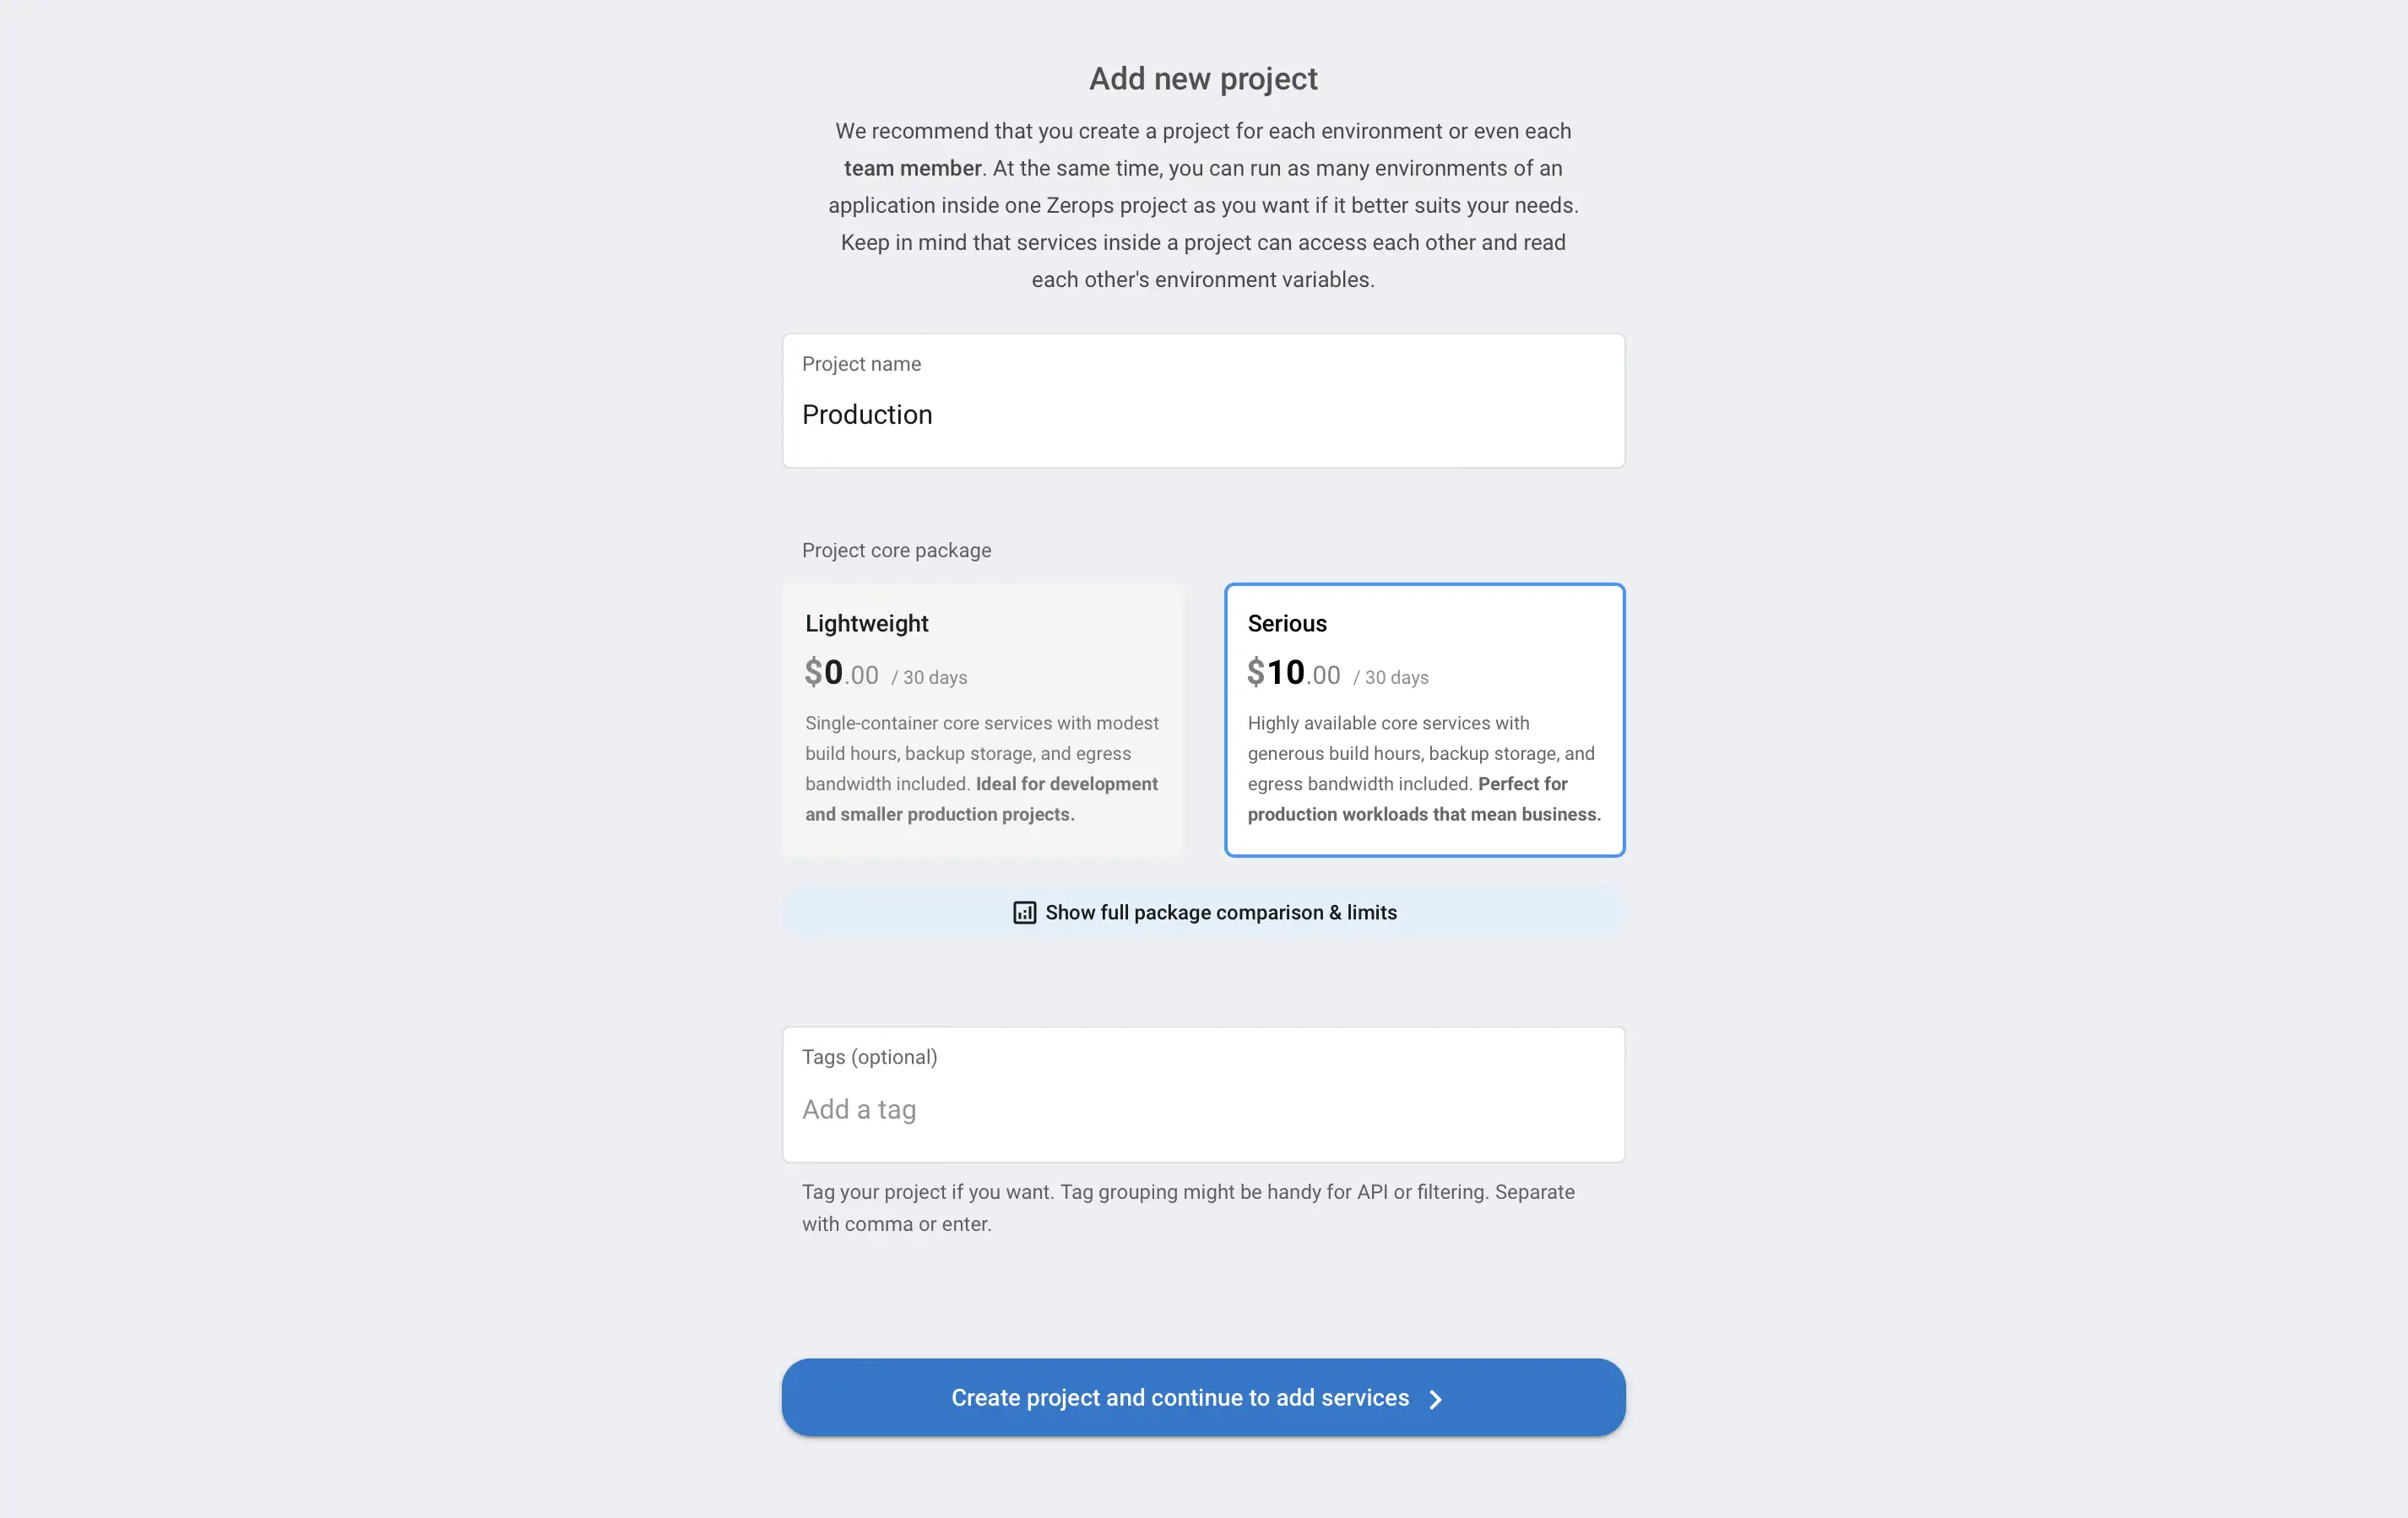 Add new project
We recommend that you create a project for each environment or even each
team member. At the same time, you can run as many environments of an
application inside one Zerops project as you want if it better suits your needs.
Keep in mind that services inside a project can access each other and read
each other's environment variables.
Project name
Production
Project core package
Lightweight
$0.00 / 30 days
Single-container core services with modest
build hours, backup storage, and egress
bandwidth included. Ideal for development
and smaller production projects.
Serious
$10.00 / 30 days
Highly available core services with
generous build hours, backup storage, and
egress bandwidth included. Perfect for
production workloads that mean business.
Show full package comparison & limits
Tags (optional)
Add a tag
Tag your project if you want. Tag grouping might be handy for API or filtering. Separate
with comma or enter.
Create project and continue to add services